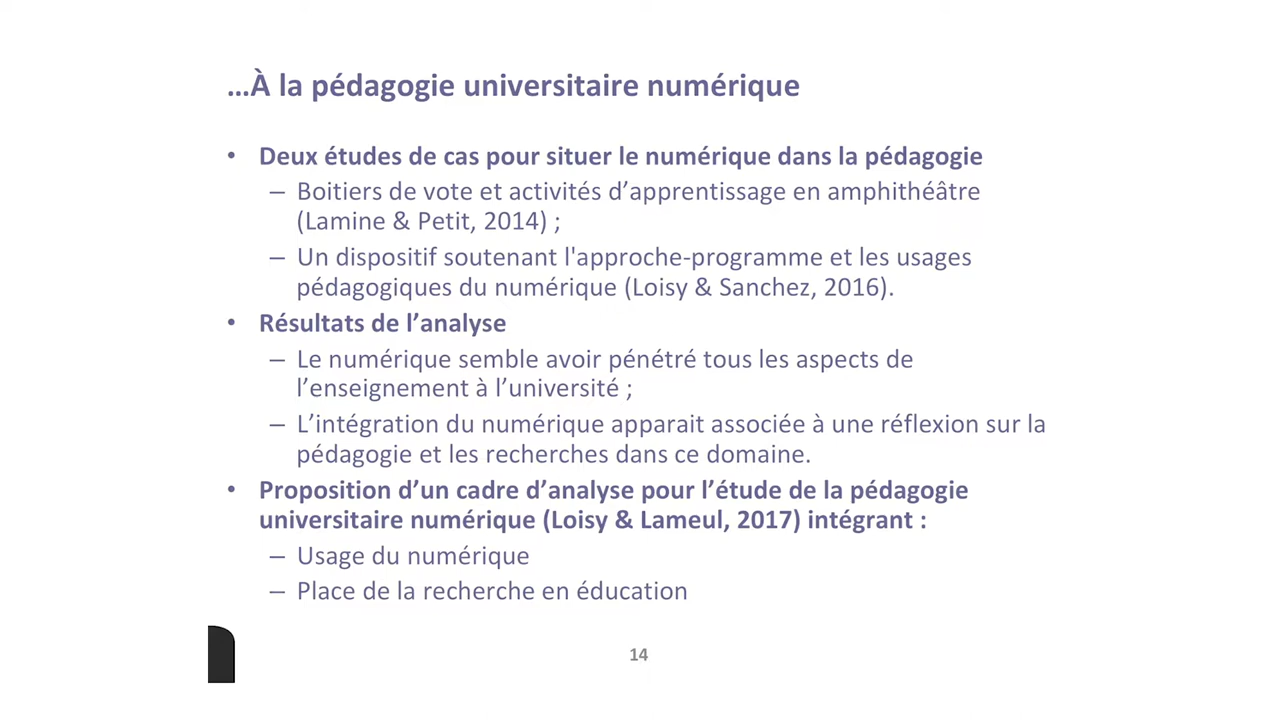 …À la pédagogie universitaire numérique
• Deux études de cas pour situer le numérique dans la pédagogie
– Boitiers de vote et activités d’apprentissage en amphithéâtre
(Lamine & Petit, 2014) ;
– Un dispositif soutenant l'approche-programme et les usages
pédagogiques du numérique (Loisy & Sanchez, 2016).
• Résultats de l’analyse
– Le numérique semble avoir pénétré tous les aspects de
l’enseignement à l’université ;
– L’intégration du numérique apparait associée à une réflexion sur la
pédagogie et les recherches dans ce domaine.
• Proposition d’un cadre d’analyse pour l’étude de la pédagogie
universitaire numérique (Loisy & Lameul, 2017) intégrant :
– Usage du numérique
– Place de la recherche en éducation
14